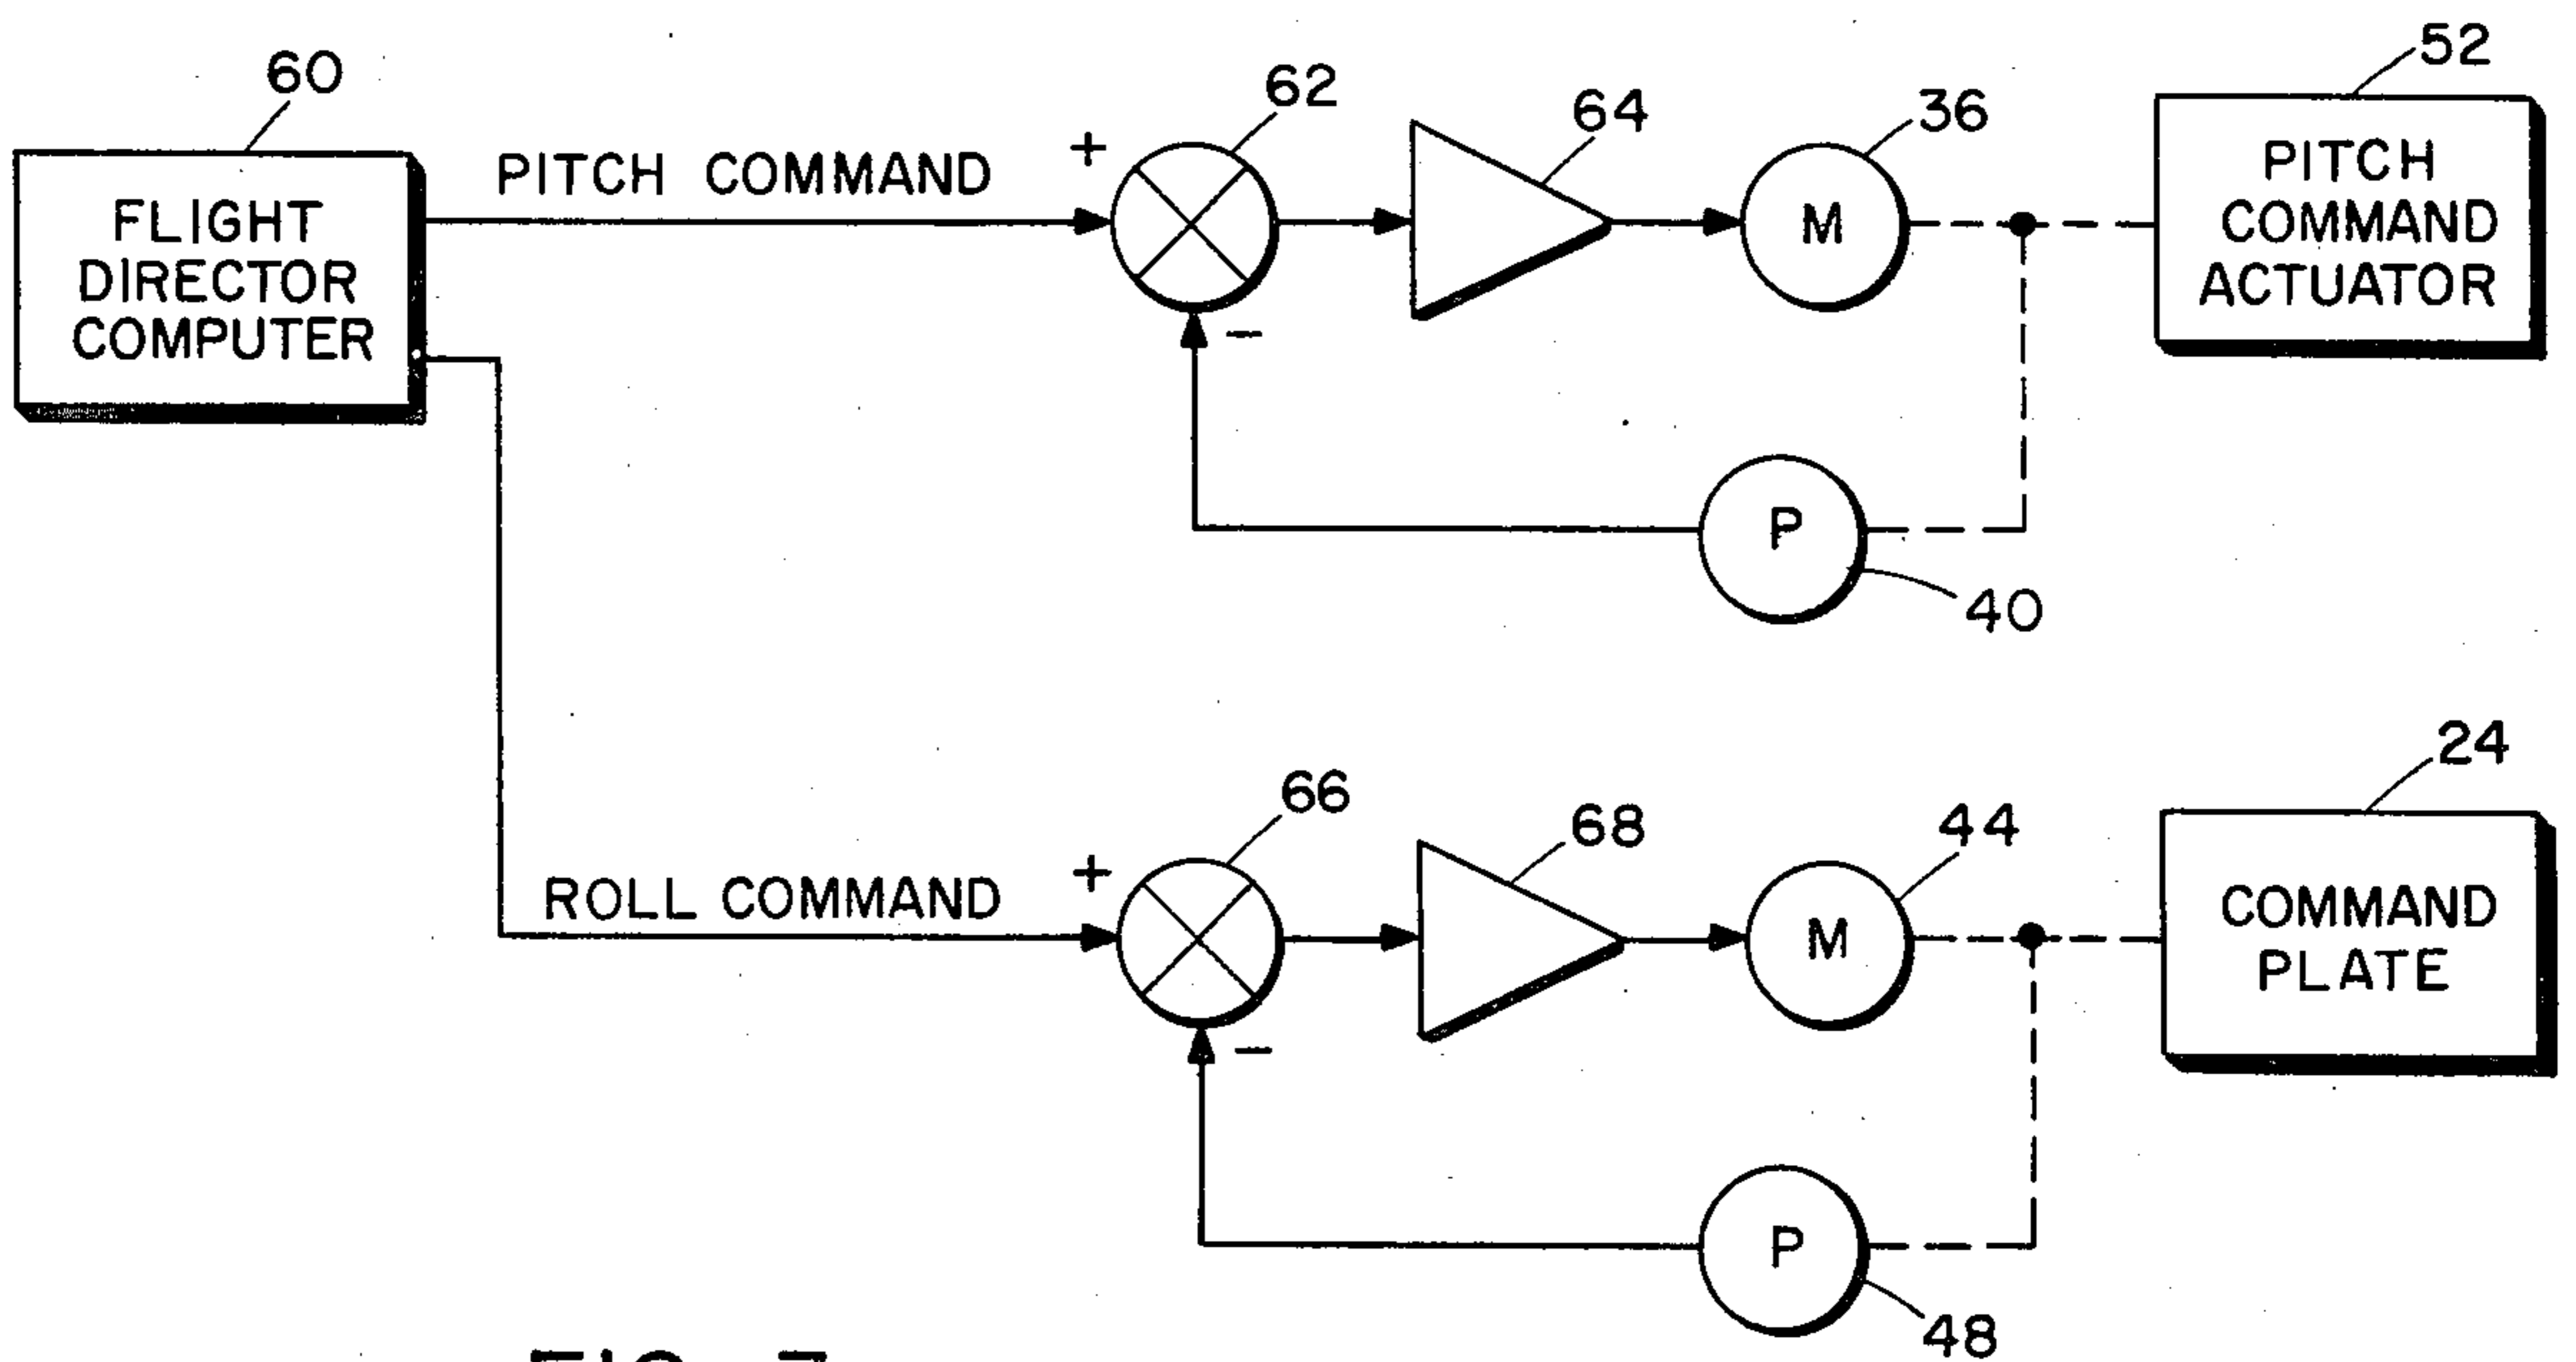 60
FLIGHT
DIRECTOR
COMPUTER
PITCH COMMAND
+
62
−
64
36
M
52
PITCH
COMMAND
ACTUATOR
P
40
ROLL COMMAND
+
66
−
68
44
M
24
COMMAND
PLATE
P
48